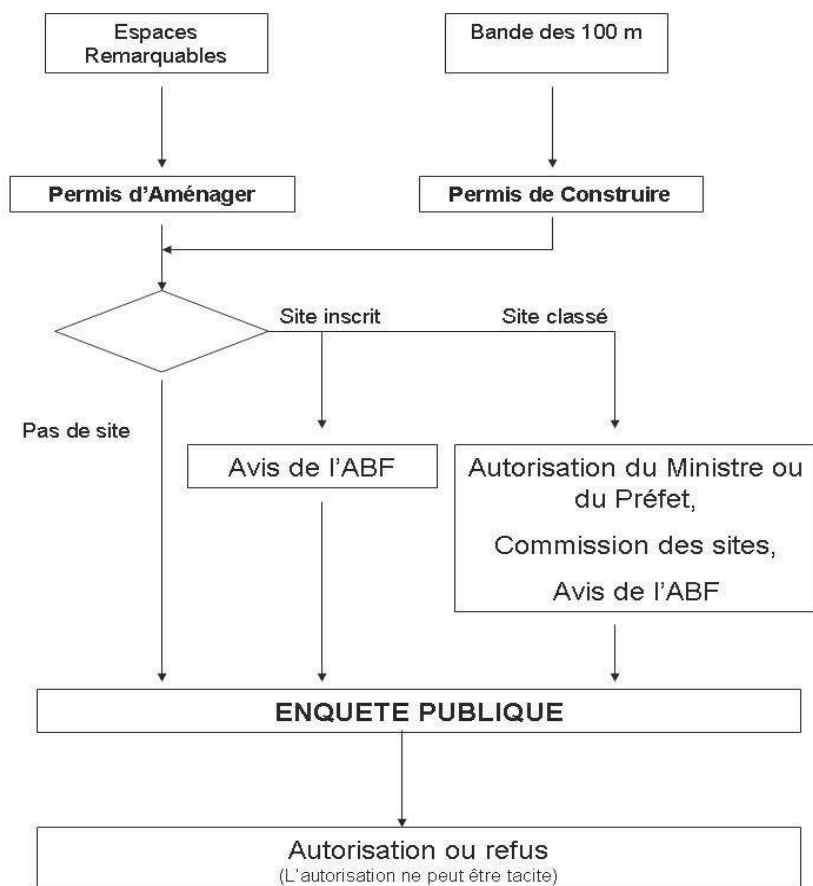 Espaces
Remarquables
Bande des 100 m
Permis d'Aménager
Permis de Construire
Site inscrit
Site classé
Pas de site
Avis de l'ABF
Autorisation du Ministre ou
du Préfet,
Commission des sites,
Avis de l'ABF
ENQUETE PUBLIQUE
Autorisation ou refus
(L'autorisation ne peut être tacite)